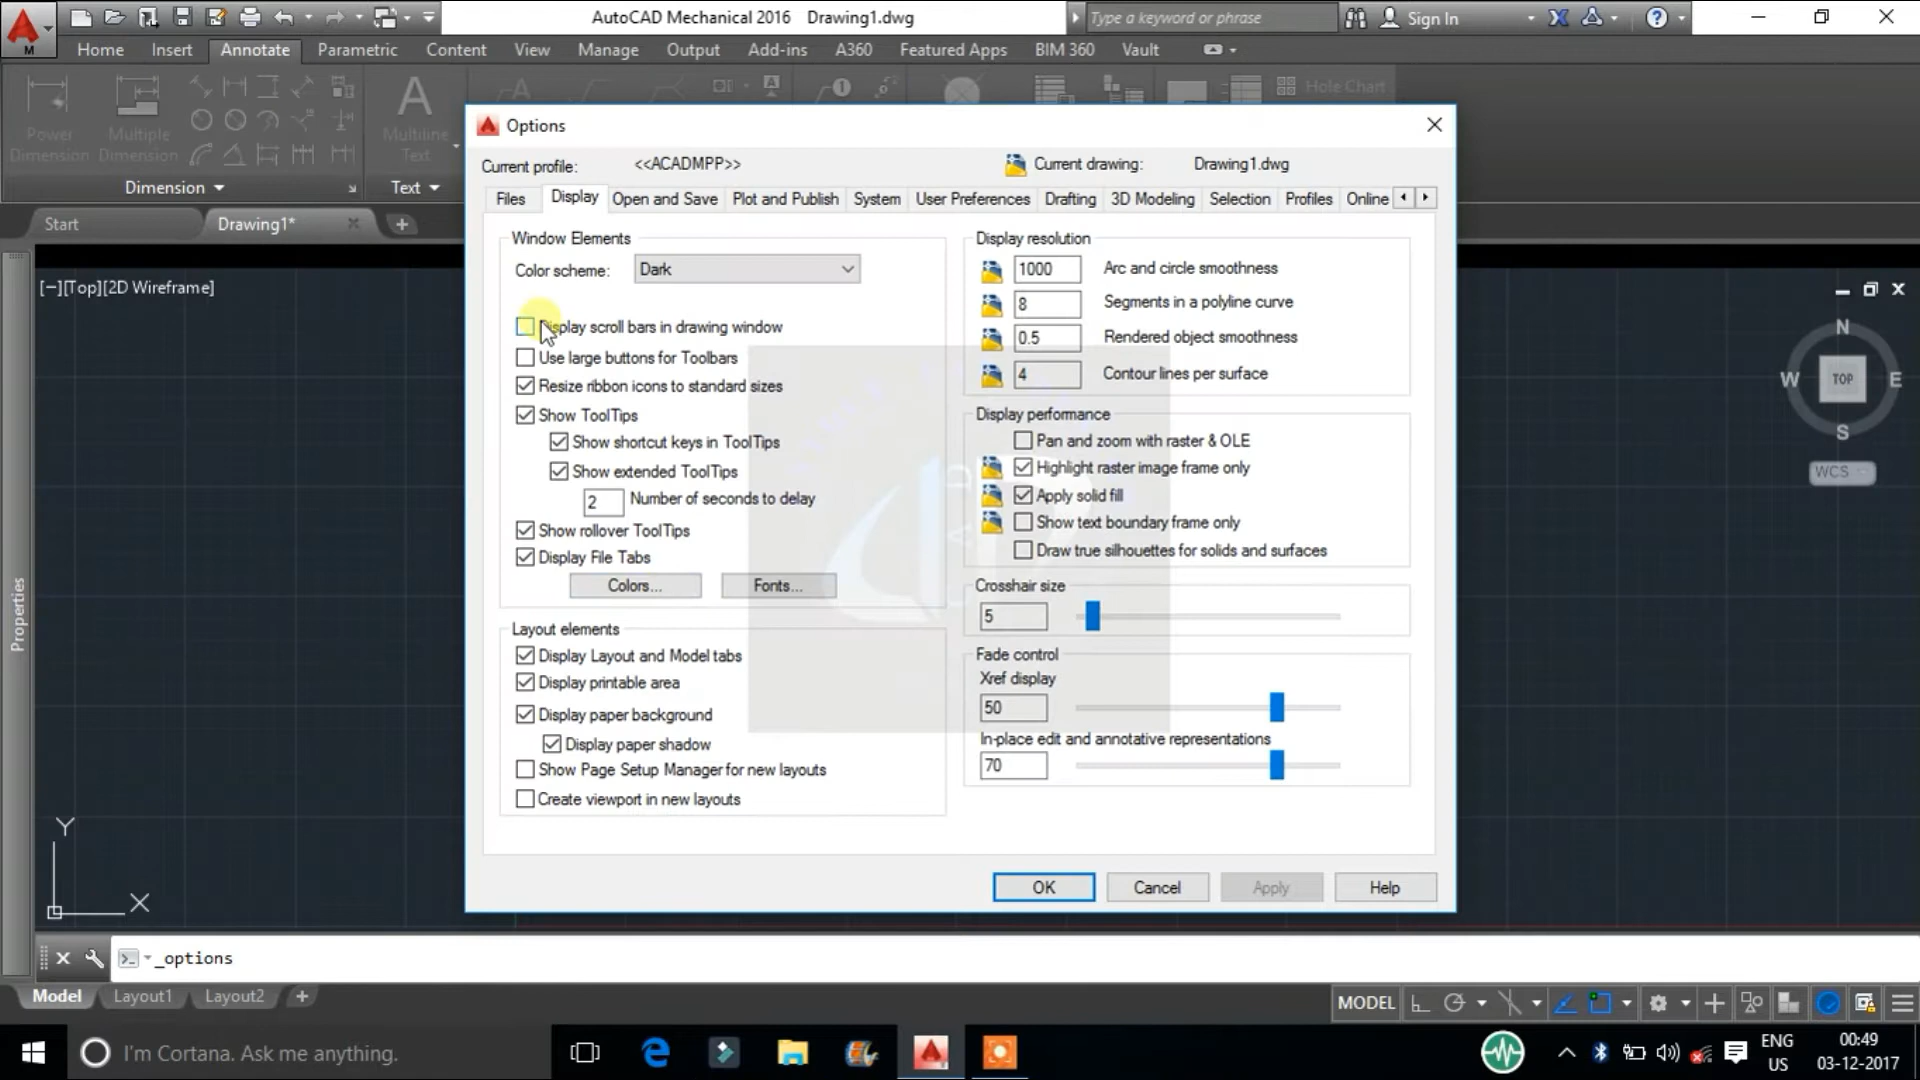 AutoCAD Mechanical 2016 Drawing1.dwg
Type a keyword or phrase
Sign In
M
Home Insert Annotate Parametric Content View Manage Output Add-ins A360 Featured Apps BIM 360 Vault
Power Dimension
Multiple Dimension
A
Multiline Text
Hole Chart
Dimension
Text
Start
Drawing1*
[−][Top][2D Wireframe]
Options
Current profile: <<ACADMPP>> Current drawing: Drawing1.dwg
Files Display Open and Save Plot and Publish System User Preferences Drafting 3D Modeling Selection Profiles Online
Window Elements
Color scheme: Dark
Display scroll bars in drawing window
Use large buttons for Toolbars
Resize ribbon icons to standard sizes
Show ToolTips
Show shortcut keys in ToolTips
Show extended ToolTips
2 Number of seconds to delay
Show rollover ToolTips
Display File Tabs
Colors... Fonts...
Layout elements
Display Layout and Model tabs
Display printable area
Display paper background
Display paper shadow
Show Page Setup Manager for new layouts
Create viewport in new layouts
Display resolution
1000 Arc and circle smoothness
8 Segments in a polyline curve
0.5 Rendered object smoothness
4 Contour lines per surface
Display performance
Pan and zoom with raster & OLE
Highlight raster image frame only
Apply solid fill
Show text boundary frame only
Draw true silhouettes for solids and surfaces
Crosshair size
5
Fade control
Xref display
50
In-place edit and annotative representations
70
OK Cancel Apply Help
N
W TOP E
S
WCS
Properties
Y
X
_options
Model Layout1 Layout2
MODEL
I'm Cortana. Ask me anything.
ENG
US
00:49
03-12-2017